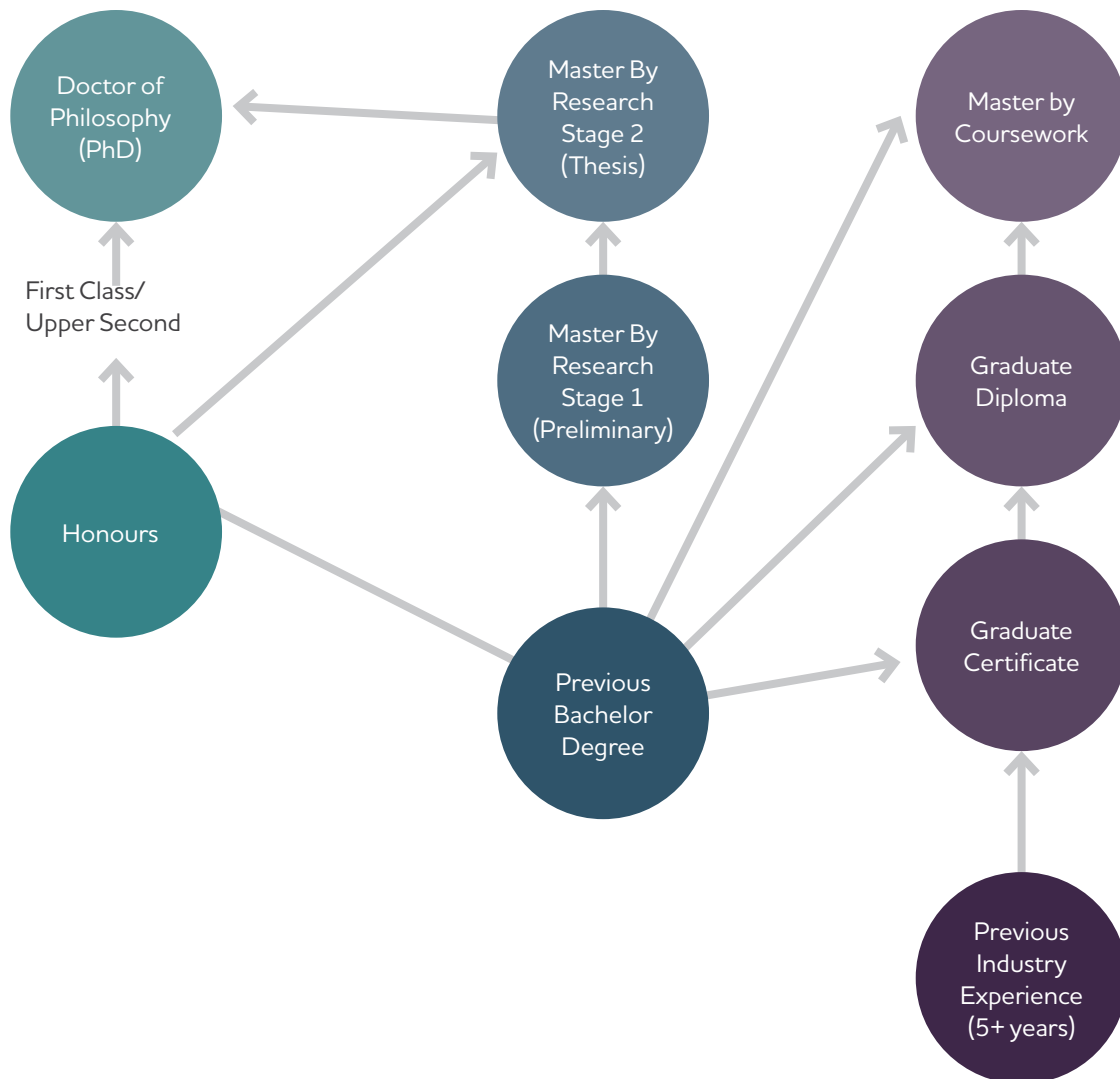 Doctor of
Philosophy
(PhD)
Master By
Research
Stage 2
(Thesis)
Master by
Coursework
First Class/
Upper Second
Master By
Research
Stage 1
(Preliminary)
Graduate
Diploma
Honours
Previous
Bachelor
Degree
Graduate
Certificate
Previous
Industry
Experience
(5+ years)